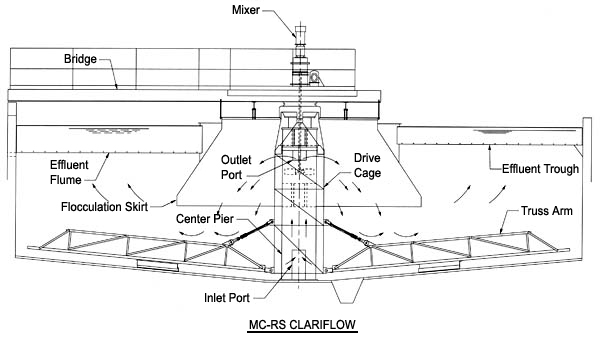 Mixer
Bridge
Effluent
Flume
Outlet
Port
Drive
Cage
Effluent Trough
Flocculation Skirt
Center Pier
Truss Arm
Inlet Port
MC-RS CLARIFLOW